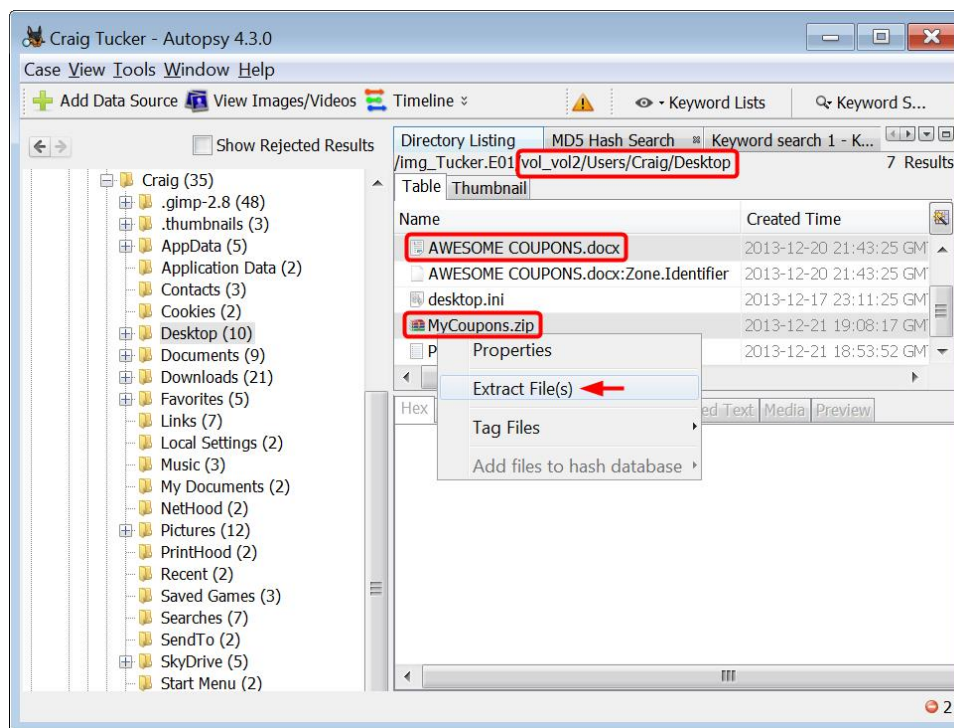 Craig Tucker - Autopsy 4.3.0
Case View Tools Window Help
Add Data Source View Images/Videos Timeline Keyword Lists Keyword S...
Show Rejected Results
Craig (35)
.gimp-2.8 (48)
.thumbnails (3)
AppData (5)
Application Data (2)
Contacts (3)
Cookies (2)
Desktop (10)
Documents (9)
Downloads (21)
Favorites (5)
Links (7)
Local Settings (2)
Music (3)
My Documents (2)
NetHood (2)
Pictures (12)
PrintHood (2)
Recent (2)
Saved Games (3)
Searches (7)
SendTo (2)
SkyDrive (5)
Start Menu (2)
Directory Listing MD5 Hash Search Keyword search 1 - K...
/img_Tucker.E01/vol_vol2/Users/Craig/Desktop 7 Results
Table Thumbnail
Name Created Time
AWESOME COUPONS.docx 2013-12-20 21:43:25 GMT
AWESOME COUPONS.docx:Zone.Identifier 2013-12-20 21:43:25 GMT
desktop.ini 2013-12-17 23:11:25 GMT
MyCoupons.zip 2013-12-21 19:08:17 GMT
P 2013-12-21 18:53:52 GMT
Properties
Extract File(s)
Tag Files
Add files to hash database
Hex ed Text Media Preview
2